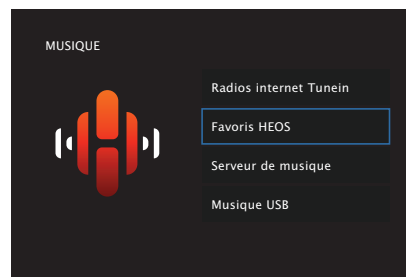 MUSIQUE
Radios internet Tunein
Favoris HEOS
Serveur de musique
Musique USB